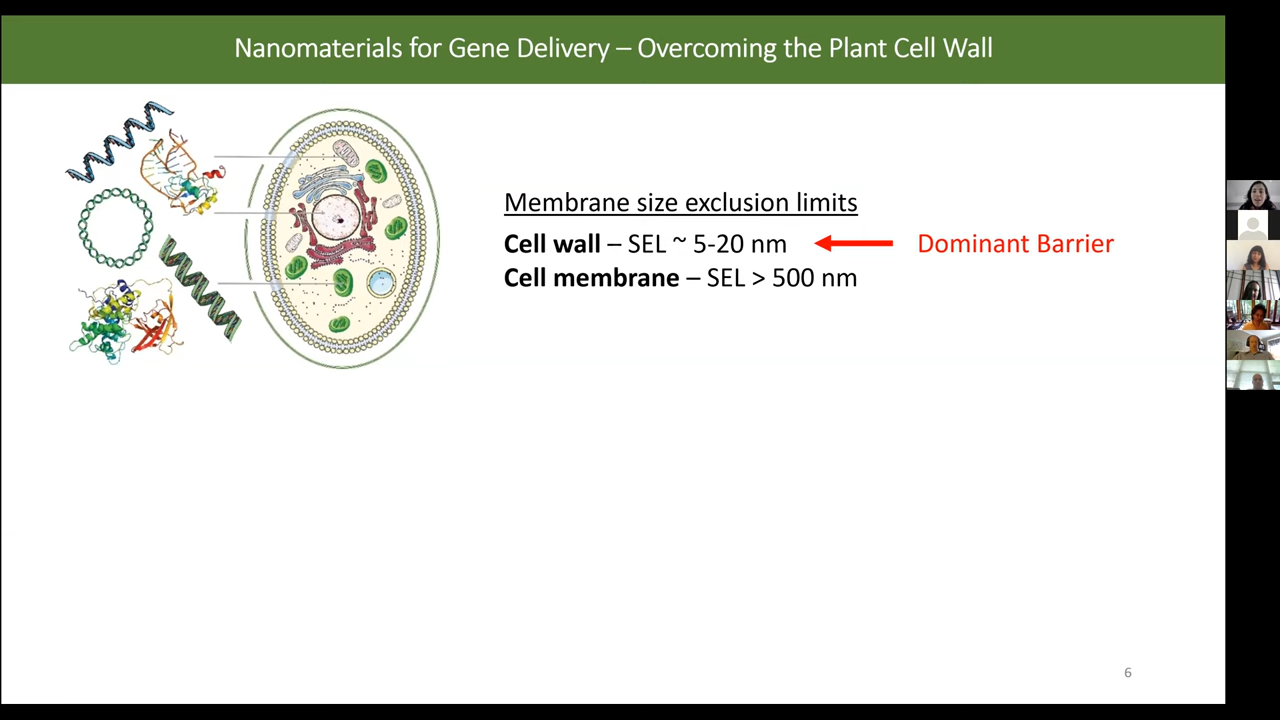 Nanomaterials for Gene Delivery – Overcoming the Plant Cell Wall
Membrane size exclusion limits
Cell wall – SEL ~ 5-20 nm
Dominant Barrier
Cell membrane – SEL > 500 nm
6